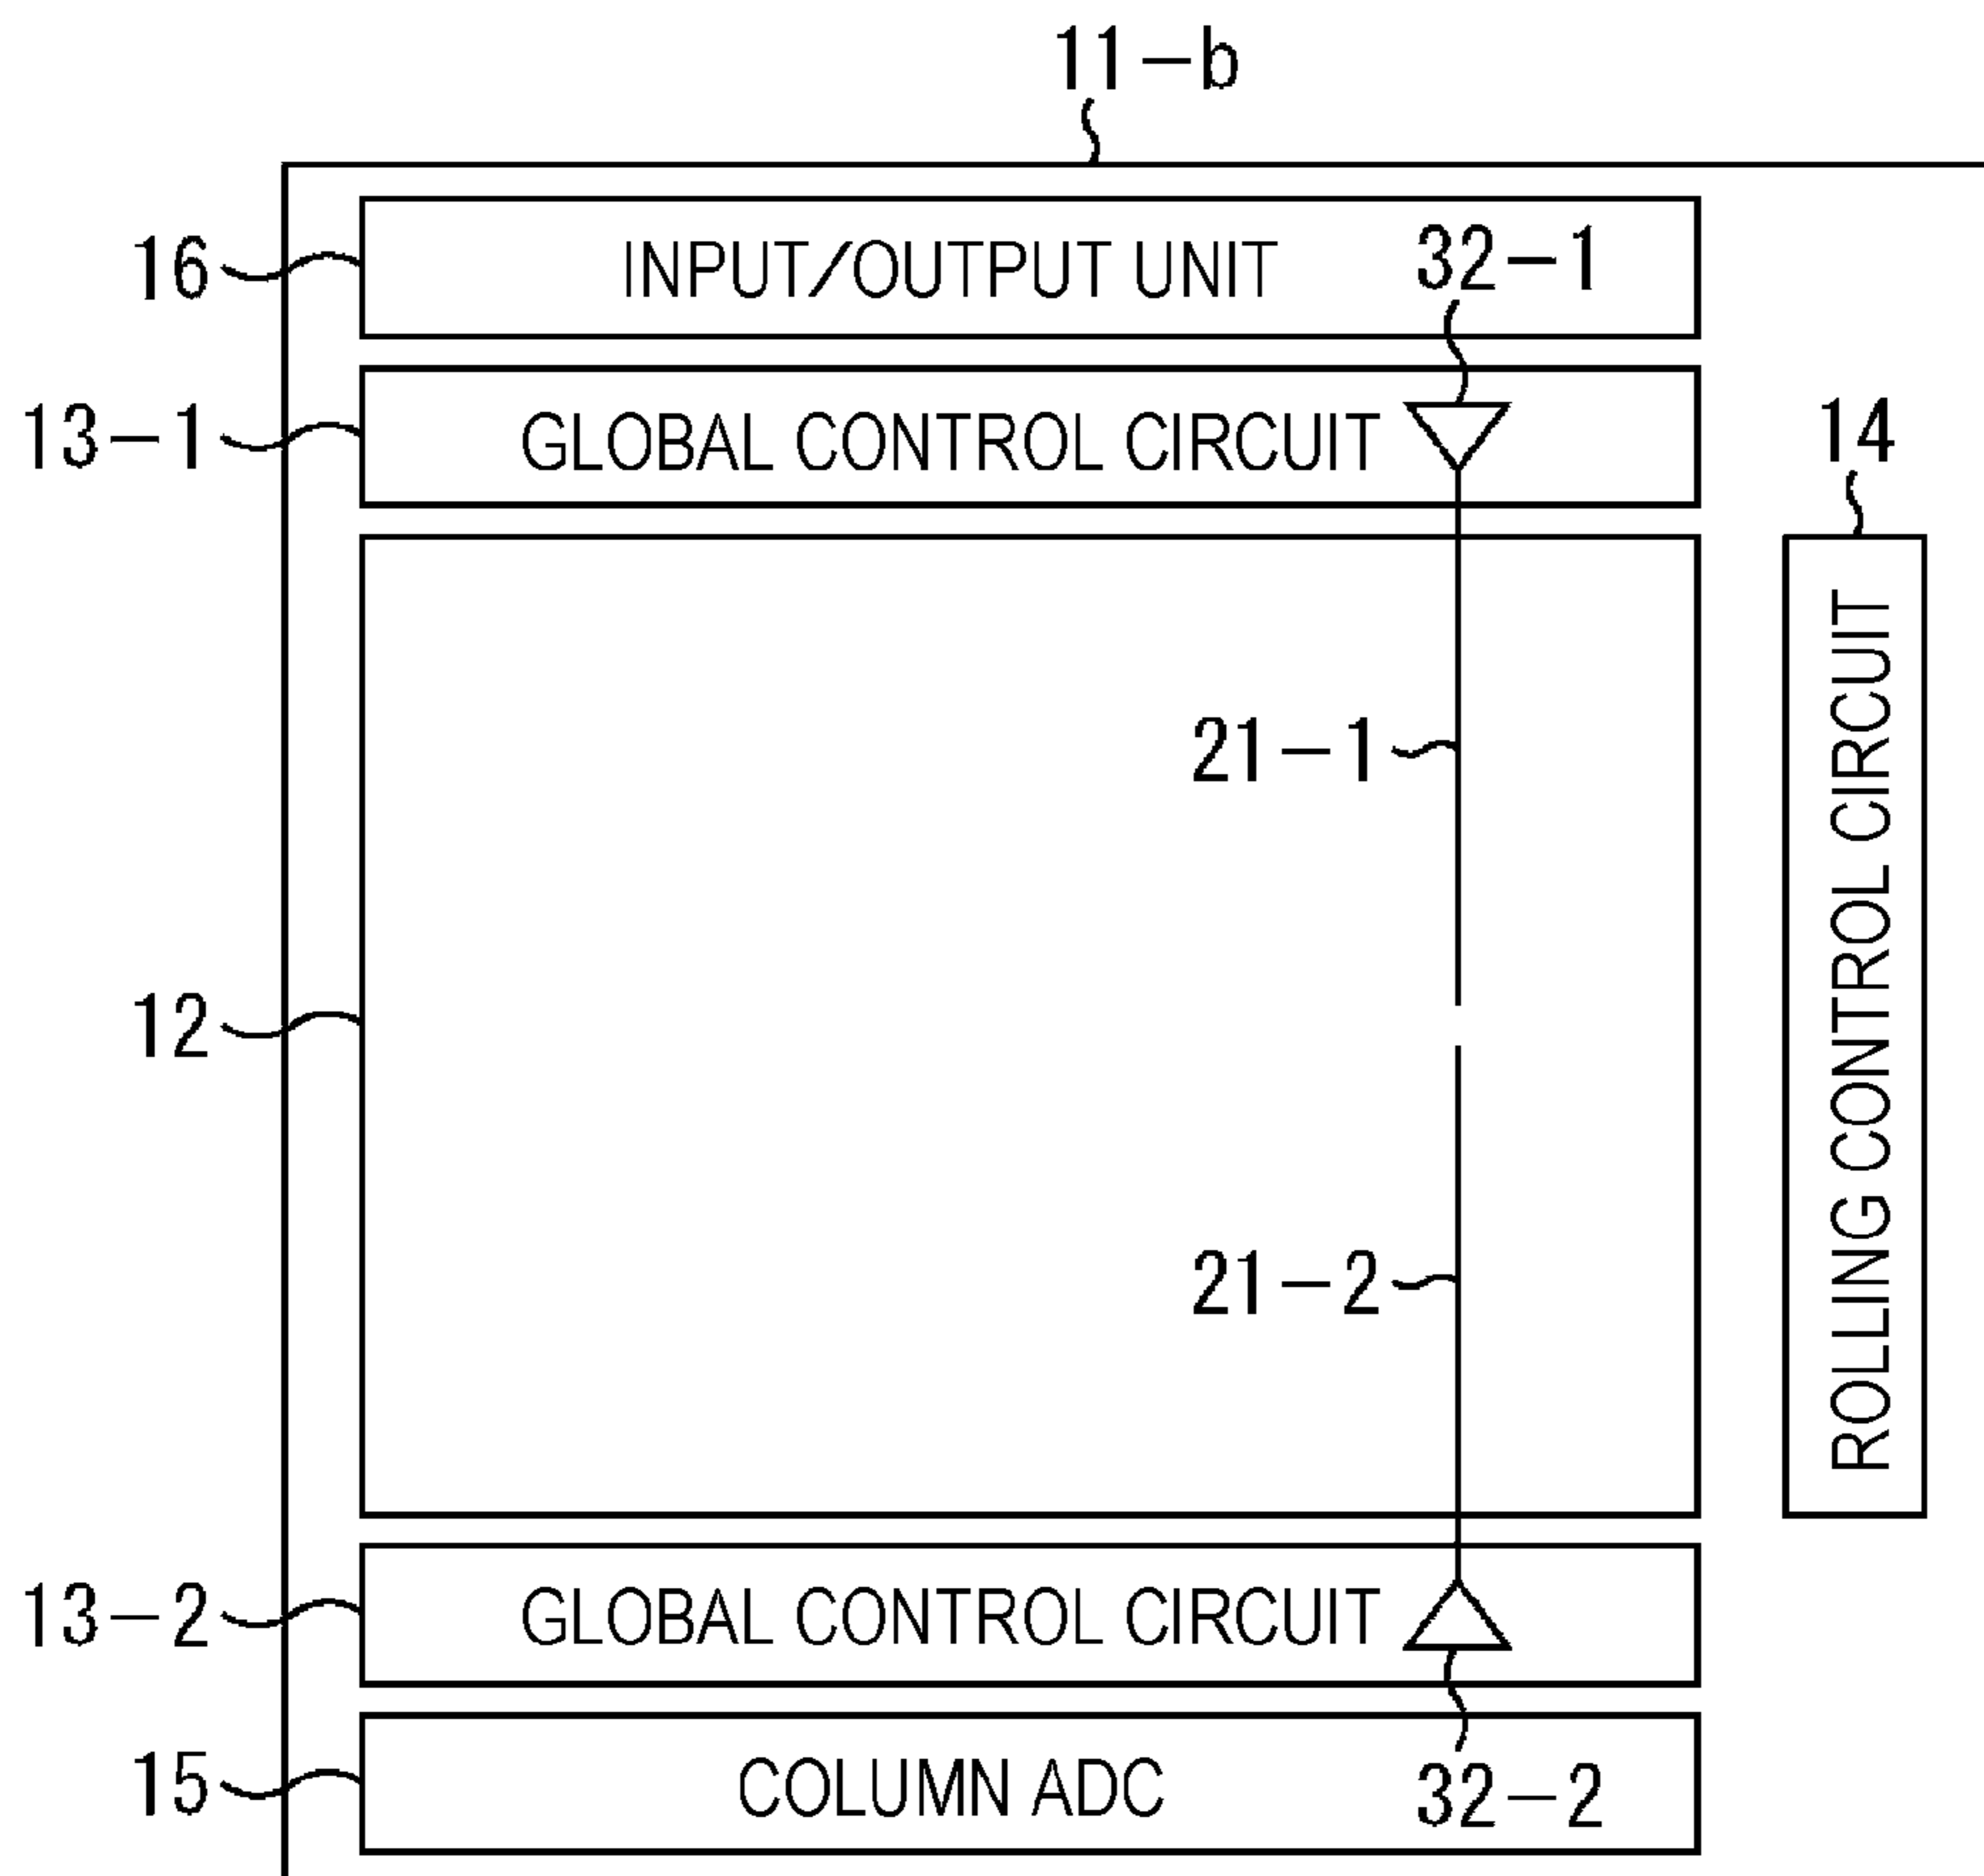 11-b
16
INPUT/OUTPUT UNIT
32-1
13-1
GLOBAL CONTROL CIRCUIT
14
ROLLING CONTROL CIRCUIT
21-1
12
21-2
13-2
GLOBAL CONTROL CIRCUIT
15
COLUMN ADC
32-2